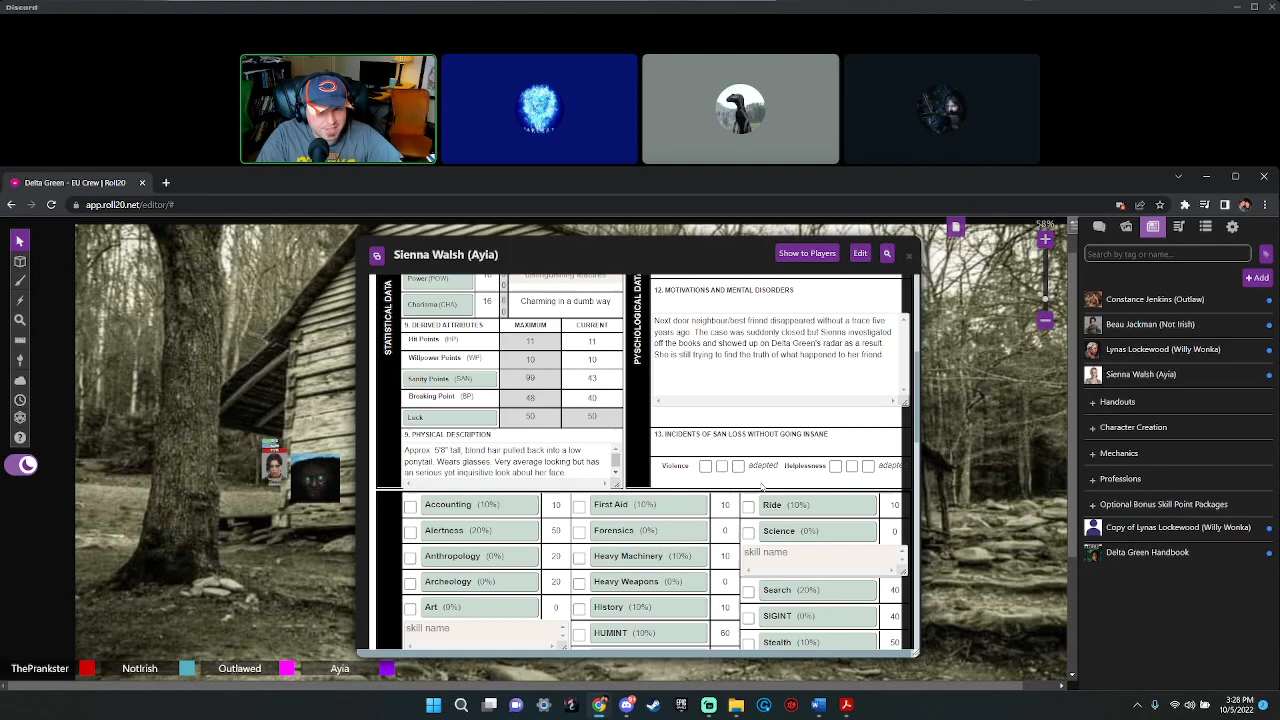 Discord
Delta Green - EU Crew | Roll20
app.roll20.net/editor/#
58%
Sienna Walsh (Ayia)
Show to Players
Edit
STATISTICAL DATA
Power (POW)
distinguishing features
Charisma (CHA) 16 Charming in a dumb way
9. DERIVED ATTRIBUTES MAXIMUM CURRENT
Hit Points (HP) 11 11
Willpower Points (WP) 10 10
Sanity Points (SAN) 99 43
Breaking Point (BP) 48 40
Luck 50 50
9. PHYSICAL DESCRIPTION
Approx 5'8" tall, blond hair pulled back into a low
ponytail. Wears glasses. Very average looking but has
an serious yet inquisitive look about her face.
PYSCHOLOGICAL DATA
12. MOTIVATIONS AND MENTAL DISORDERS
Next door neighbour/best friend disappeared without a trace five
years ago. The case was suddenly closed but Sienna investigated
off the books and showed up on Delta Green's radar as a result.
She is still trying to find the truth of what happened to her friend.
13. INCIDENTS OF SAN LOSS WITHOUT GOING INSANE
Violence adapted Helplessness adapte
Accounting (10%) 10 First Aid (10%) 10 Ride (10%) 10
Alertness (20%) 50 Forensics (0%) 0 Science (0%) 0
Anthropology (0%) 20 Heavy Machinery (10%) 10 skill name
Archeology (0%) 20 Heavy Weapons (0%) 0 Search (20%) 40
Art (0%) 0 History (10%) 10 SIGINT (0%) 40
skill name HUMINT (10%) 60 Stealth (10%) 50
Search by tag or name...
+ Add
Constance Rivera (Outlaw)
Beau Jackman (Not Irish)
Lynas Lockewood (Willy Wonka)
Sienna Walsh (Ayia)
Handouts
Character Creation
Mechanics
Professions
Optional Bonus Skill Point Packages
Copy of Lynas Lockwood (Willy Wonka)
Delta Green Handbook
ThePrankster NotIrish Outlawed Ayia
3:28 PM
10/5/2022